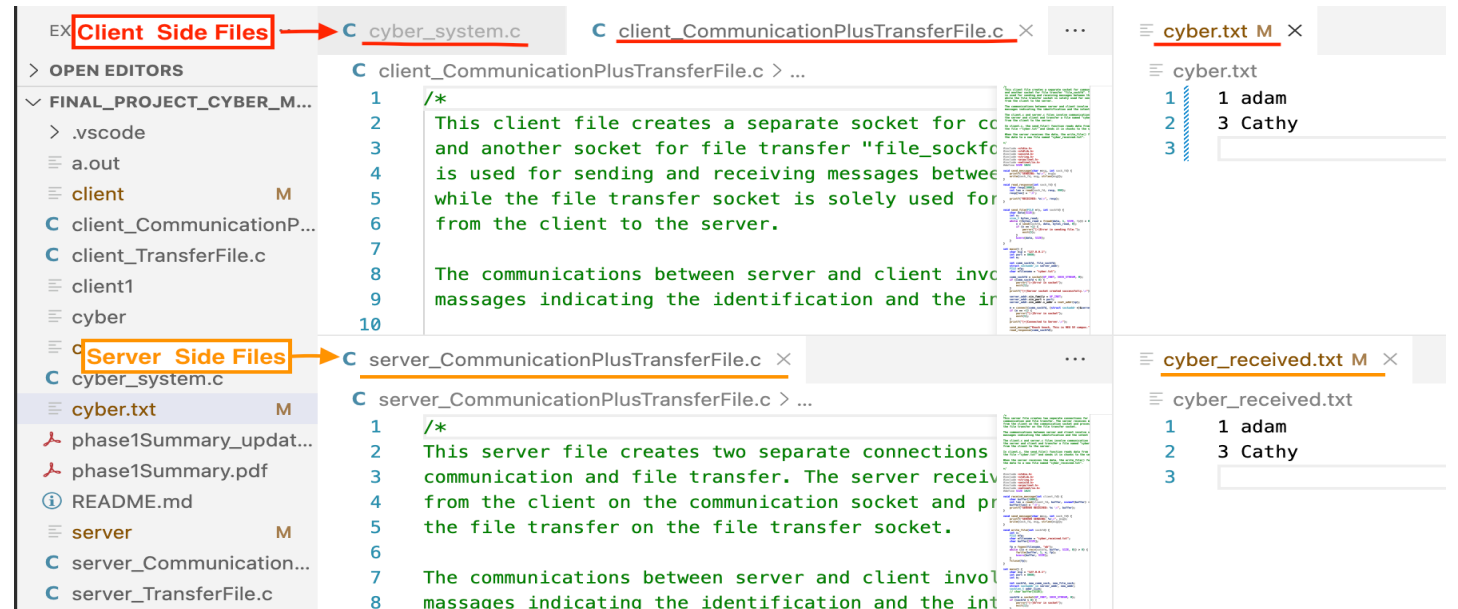 EX
Client Side Files
OPEN EDITORS
FINAL_PROJECT_CYBER_M...
.vscode
a.out
client M
client_CommunicationP...
client_TransferFile.c
client1
cyber
c
Server Side Files
cyber_system.c
cyber.txt M
phase1Summary_updat...
phase1Summary.pdf
README.md
server M
server_Communication...
server_TransferFile.c
C cyber_system.c
C client_CommunicationPlusTransferFile.c
C client_CommunicationPlusTransferFile.c > ...
1 /*
2 This client file creates a separate socket for co
3 and another socket for file transfer "file_sockfd
4 is used for sending and receiving messages betwee
5 while the file transfer socket is solely used for
6 from the client to the server.
7
8 The communications between server and client invo
9 massages indicating the identification and the in
10
cyber.txt M
cyber.txt
1 1 adam
2 3 Cathy
3
C server_CommunicationPlusTransferFile.c
C server_CommunicationPlusTransferFile.c > ...
1 /*
2 This server file creates two separate connections
3 communication and file transfer. The server receiv
4 from the client on the communication socket and pr
5 the file transfer on the file transfer socket.
6
7 The communications between server and client invol
8 massages indicating the identification and the int
cyber_received.txt M
cyber_received.txt
1 1 adam
2 3 Cathy
3